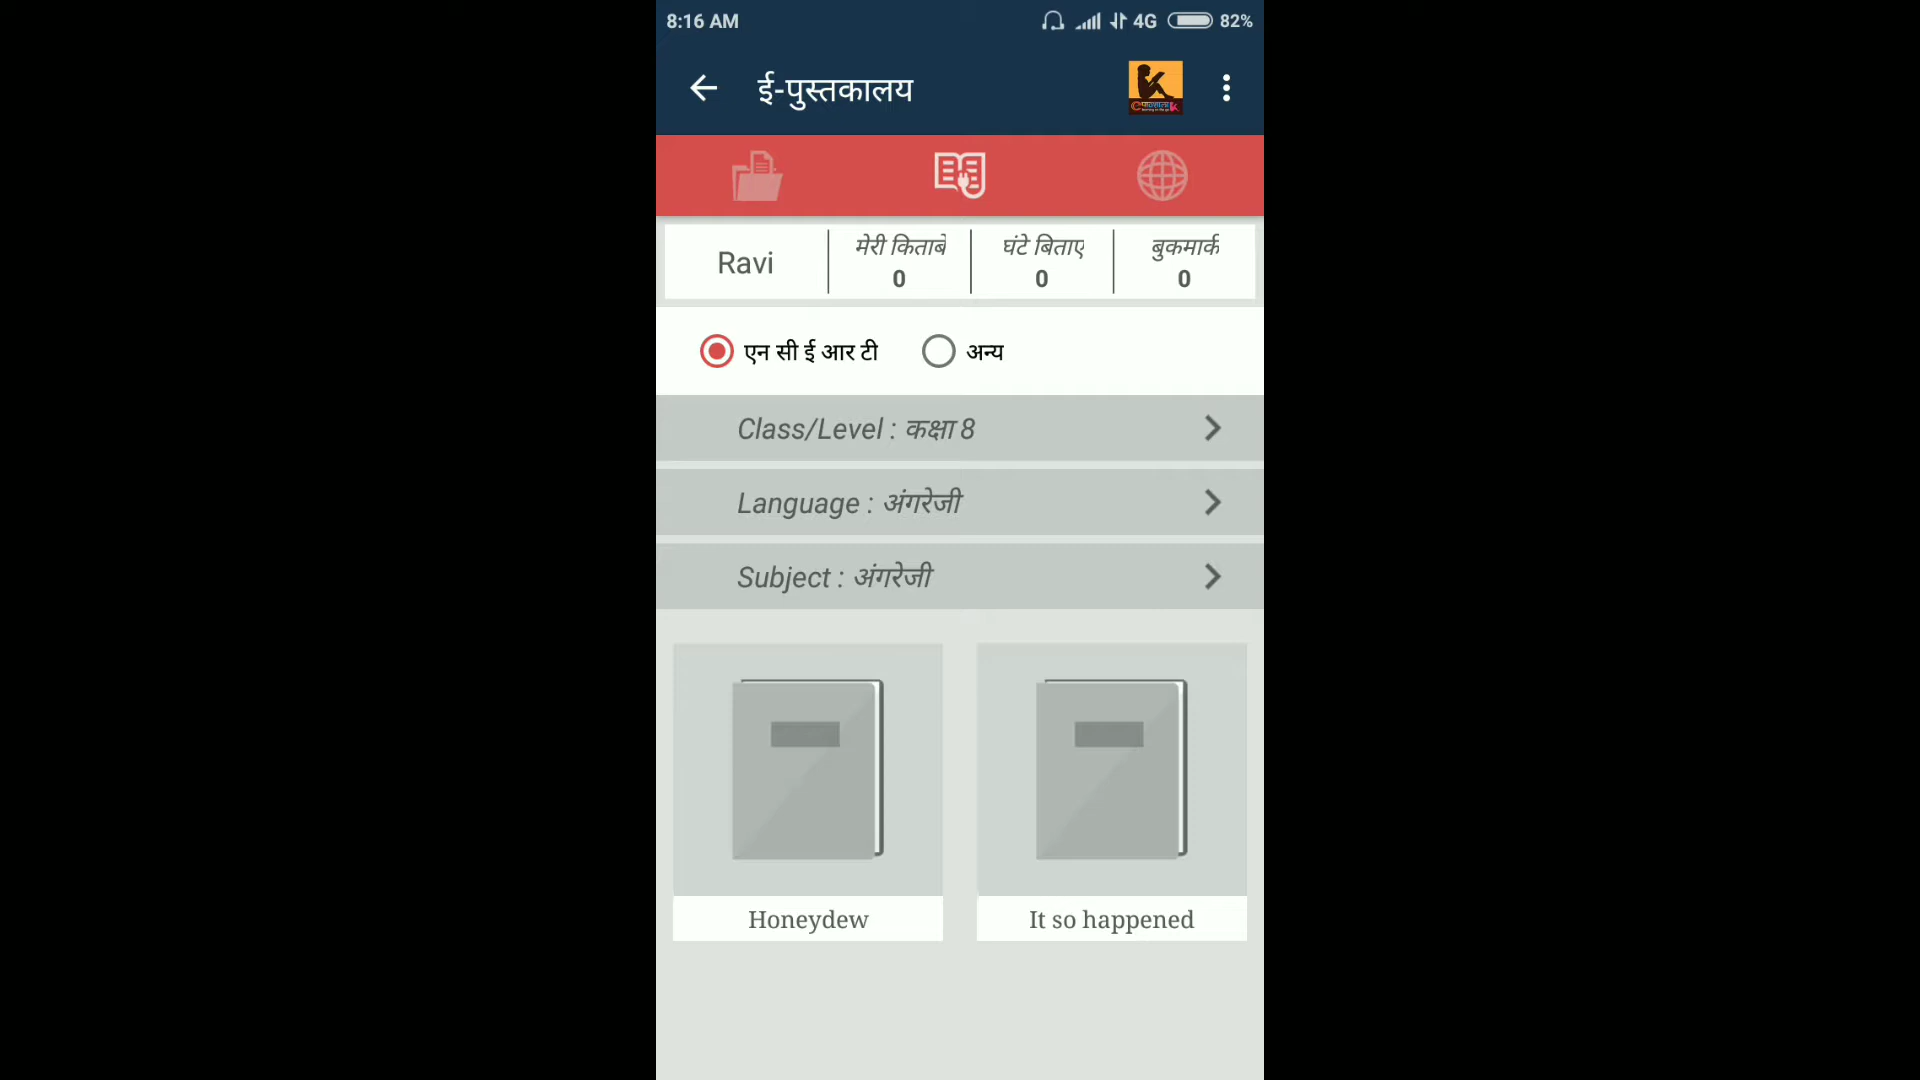 8:16 AM 4G 82%
ई-पुस्तकालय
पाठशाला
Ravi
मेरी किताबें
0
घंटे बिताए
0
बुकमार्क
0
एन सी ई आर टी अन्य
Class/Level : कक्षा 8
Language : अंगरेजी
Subject : अंगरेजी
Honeydew It so happened